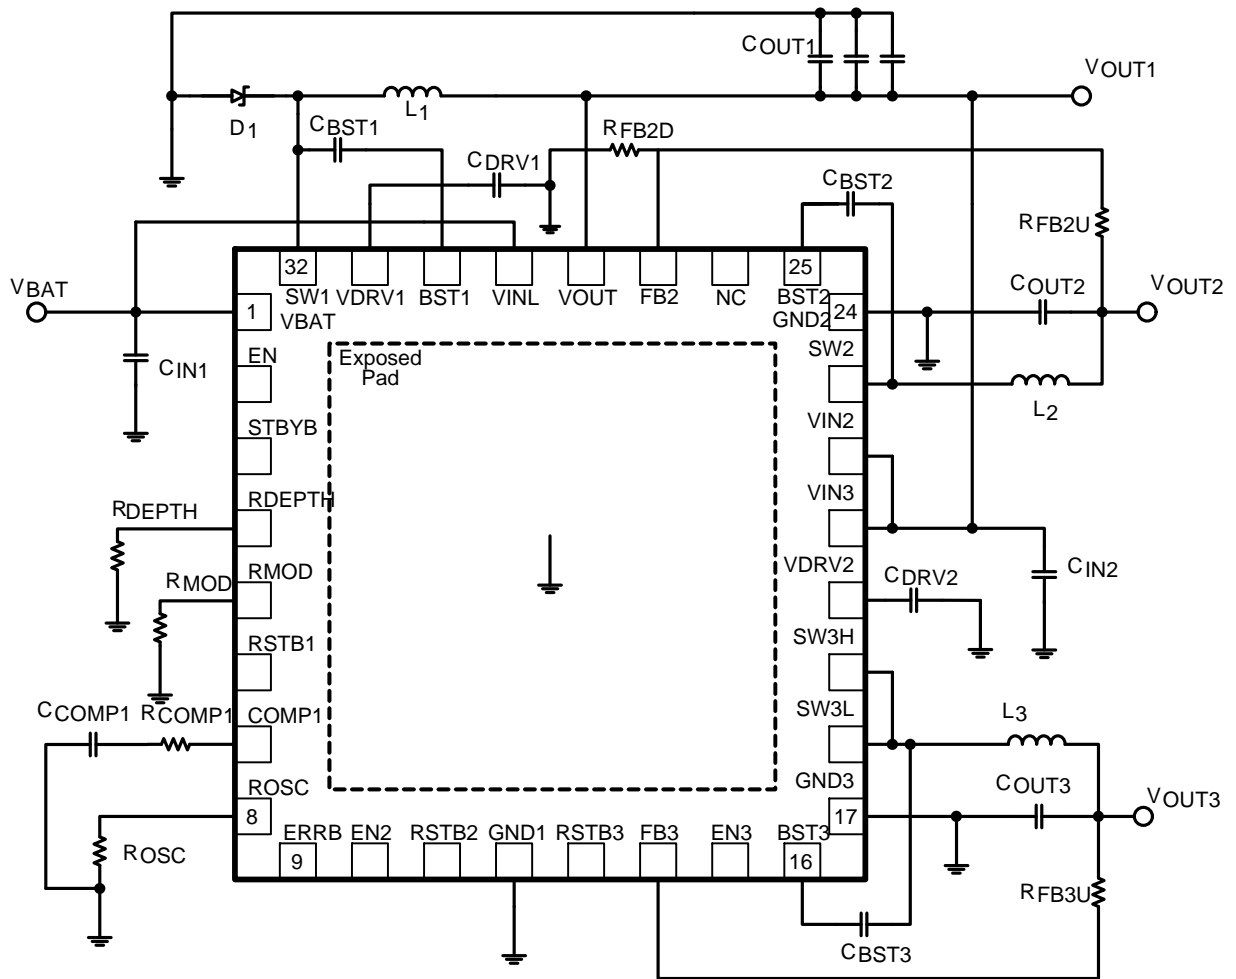 COUT1
VOUT1
D1
L1
CBST1
RFB2D
CDRV1
CBST2
RFB2U
32
25
SW1
VDRV1
BST1
VINL
VOUT
FB2
NC
BST2
VBAT
1
VBAT
GND2
24
COUT2
VOUT2
CIN1
EN
Exposed
Pad
SW2
L2
STBYB
VIN2
RDEPTH
RDEPTH
VIN3
RMOD
RMOD
VDRV2
CDRV2
CIN2
RSTB1
SW3H
CCOMP1
RCOMP1
COMP1
SW3L
L3
ROSC
8
ROSC
GND3
17
COUT3
VOUT3
ERRB
EN2
RSTB2
GND1
RSTB3
FB3
EN3
BST3
9
16
RFB3U
CBST3